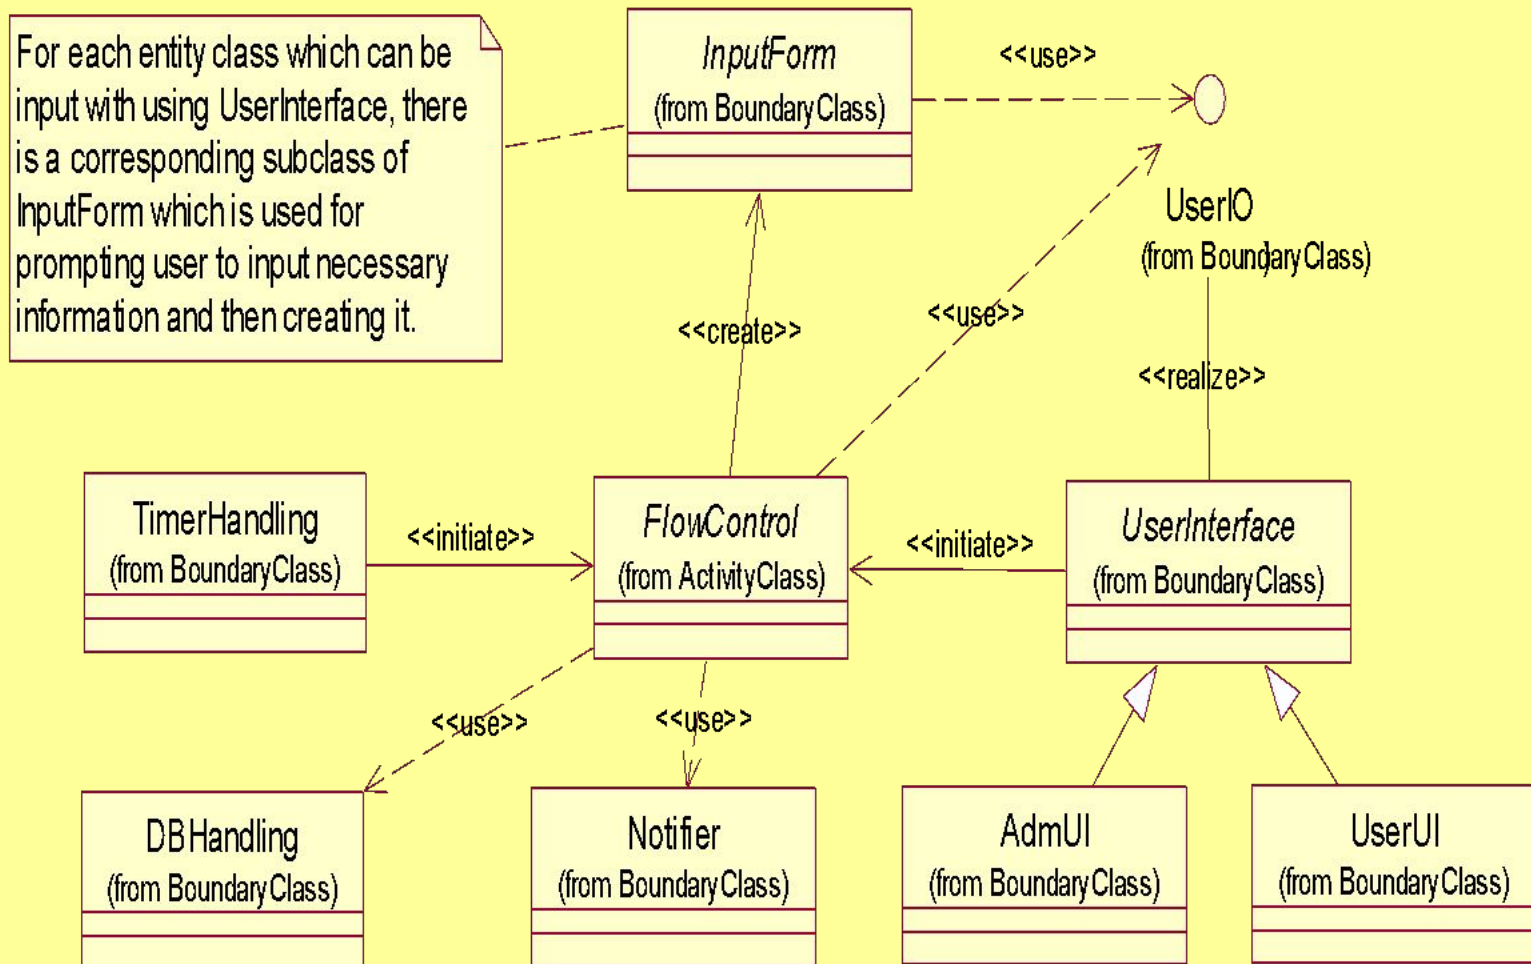 For each entity class which can be
input with using UserInterface, there
is a corresponding subclass of
InputForm which is used for
prompting user to input necessary
information and then creating it.
InputForm
(from BoundaryClass)
<<use>>
UserIO
(from BoundaryClass)
<<create>>
<<use>>
<<realize>>
TimerHandling
(from BoundaryClass)
<<initiate>>
FlowControl
(from ActivityClass)
<<initiate>>
UserInterface
(from BoundaryClass)
<<use>>
<<use>>
DBHandling
(from BoundaryClass)
Notifier
(from BoundaryClass)
AdmUI
(from BoundaryClass)
UserUI
(from BoundaryClass)